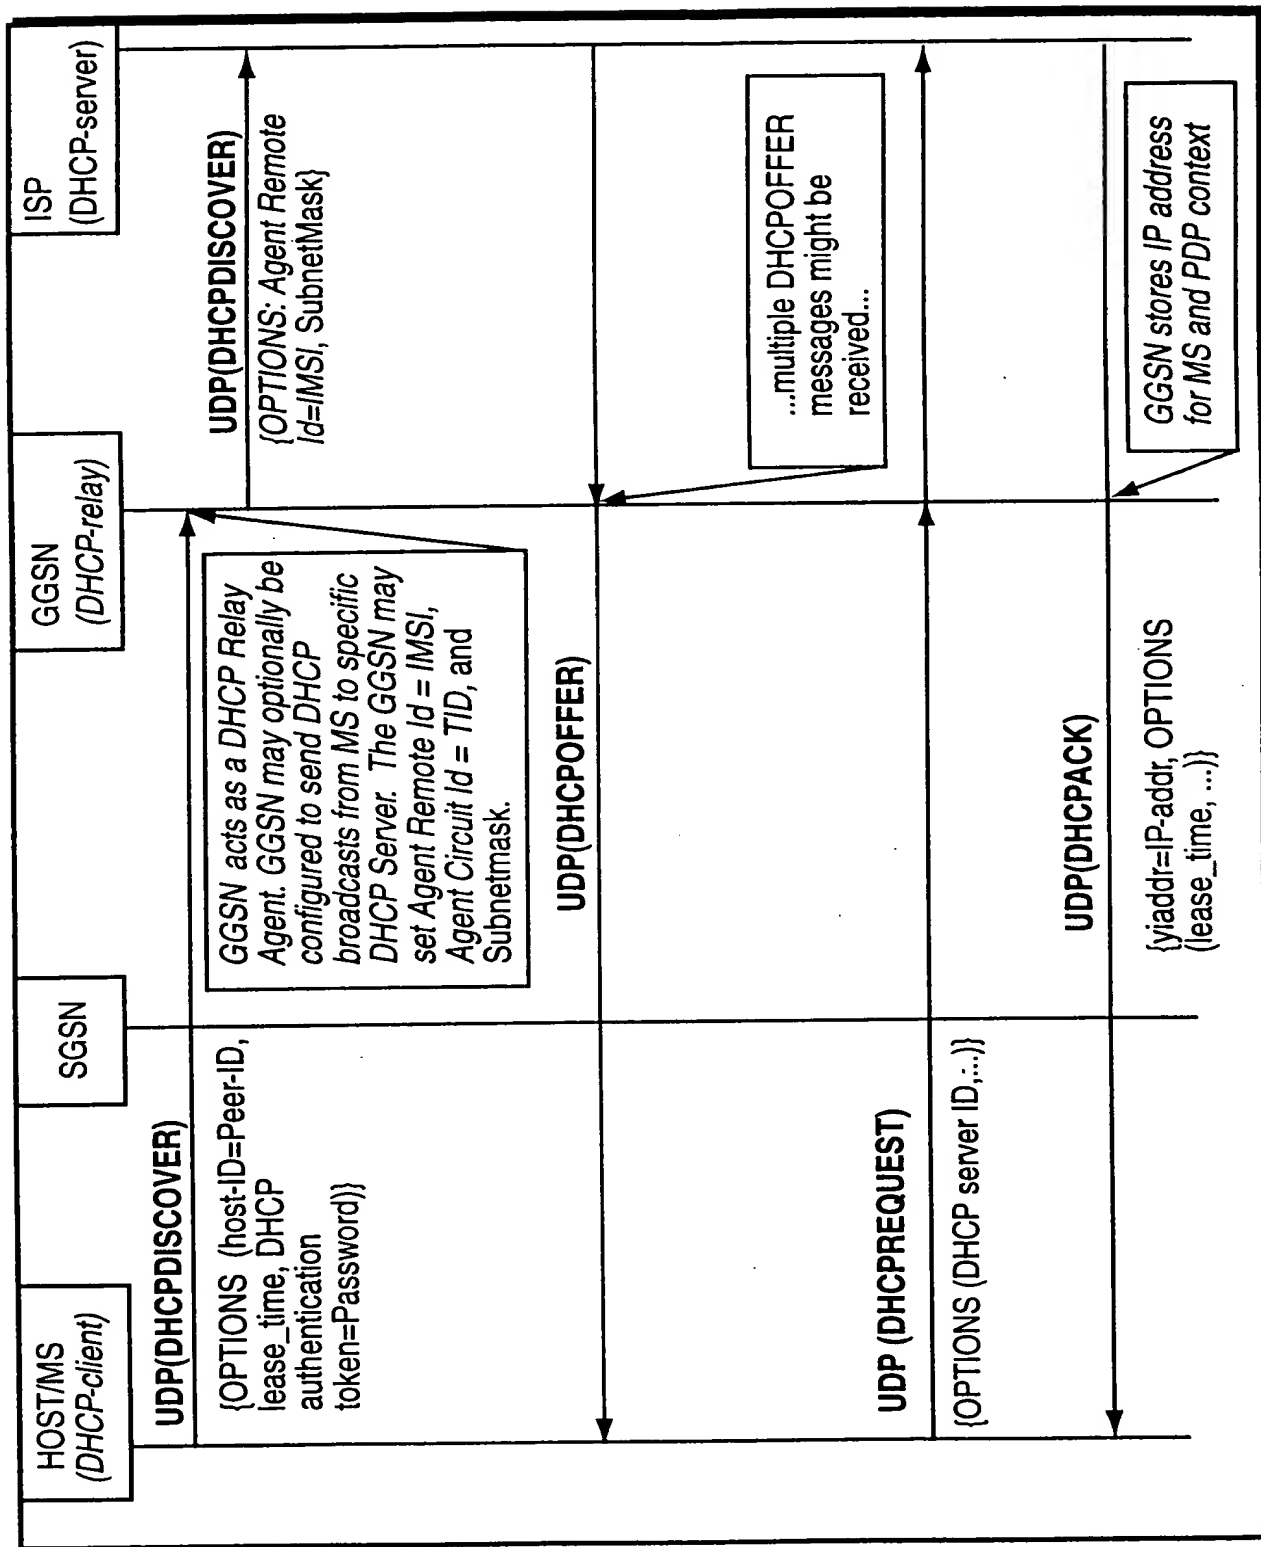 HOST/MS
(DHCP-client)
SGSN
GGSN
(DHCP-relay)
ISP
(DHCP-server)
UDP(DHCPDISCOVER)
{OPTIONS (host-ID=Peer-ID,
lease_time, DHCP
authentication
token=Password)}
GGSN acts as a DHCP Relay
Agent. GGSN may optionally be
configured to send DHCP
broadcasts from MS to specific
DHCP Server. The GGSN may
set Agent Remote Id = IMSI,
Agent Circuit Id = TID, and
Subnetmask.
UDP(DHCPDISCOVER)
{OPTIONS: Agent Remote
Id=IMSI, SubnetMask}
UDP(DHCPOFFER)
...multiple DHCPOFFER
messages might be
received...
UDP (DHCPREQUEST)
{OPTIONS (DHCP server ID,...)}
UDP(DHCPACK)
{yiaddr=IP-addr, OPTIONS
(lease_time, ...)}
GGSN stores IP address
for MS and PDP context